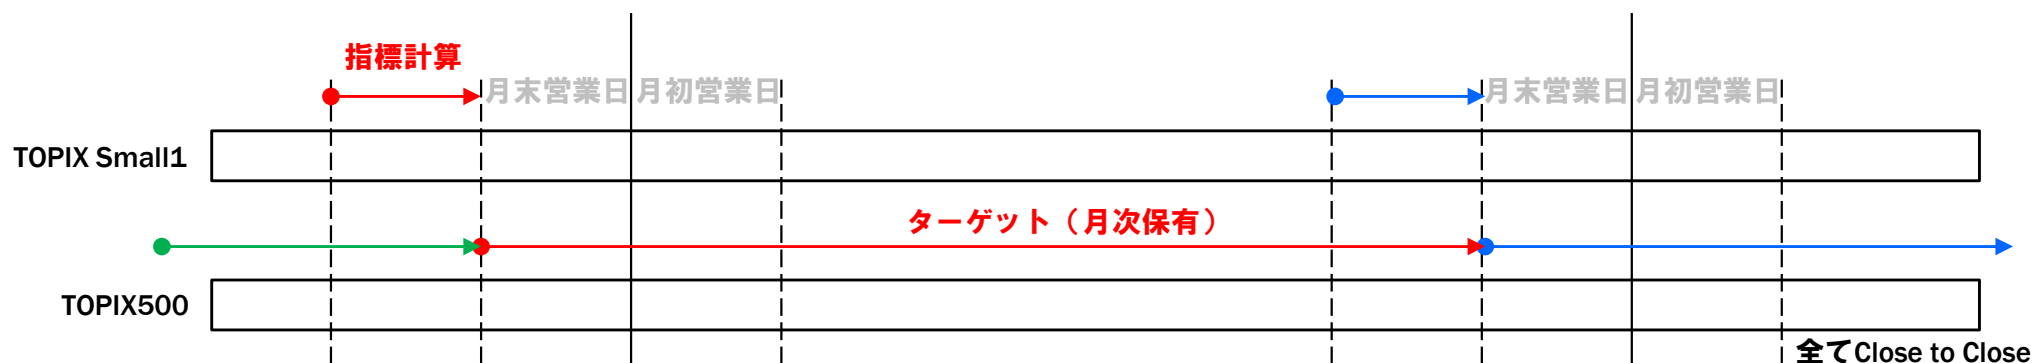 指標計算
月末営業日 月初営業日
月末営業日 月初営業日
TOPIX Small1
ターゲット（月次保有）
TOPIX500
全てClose to Close